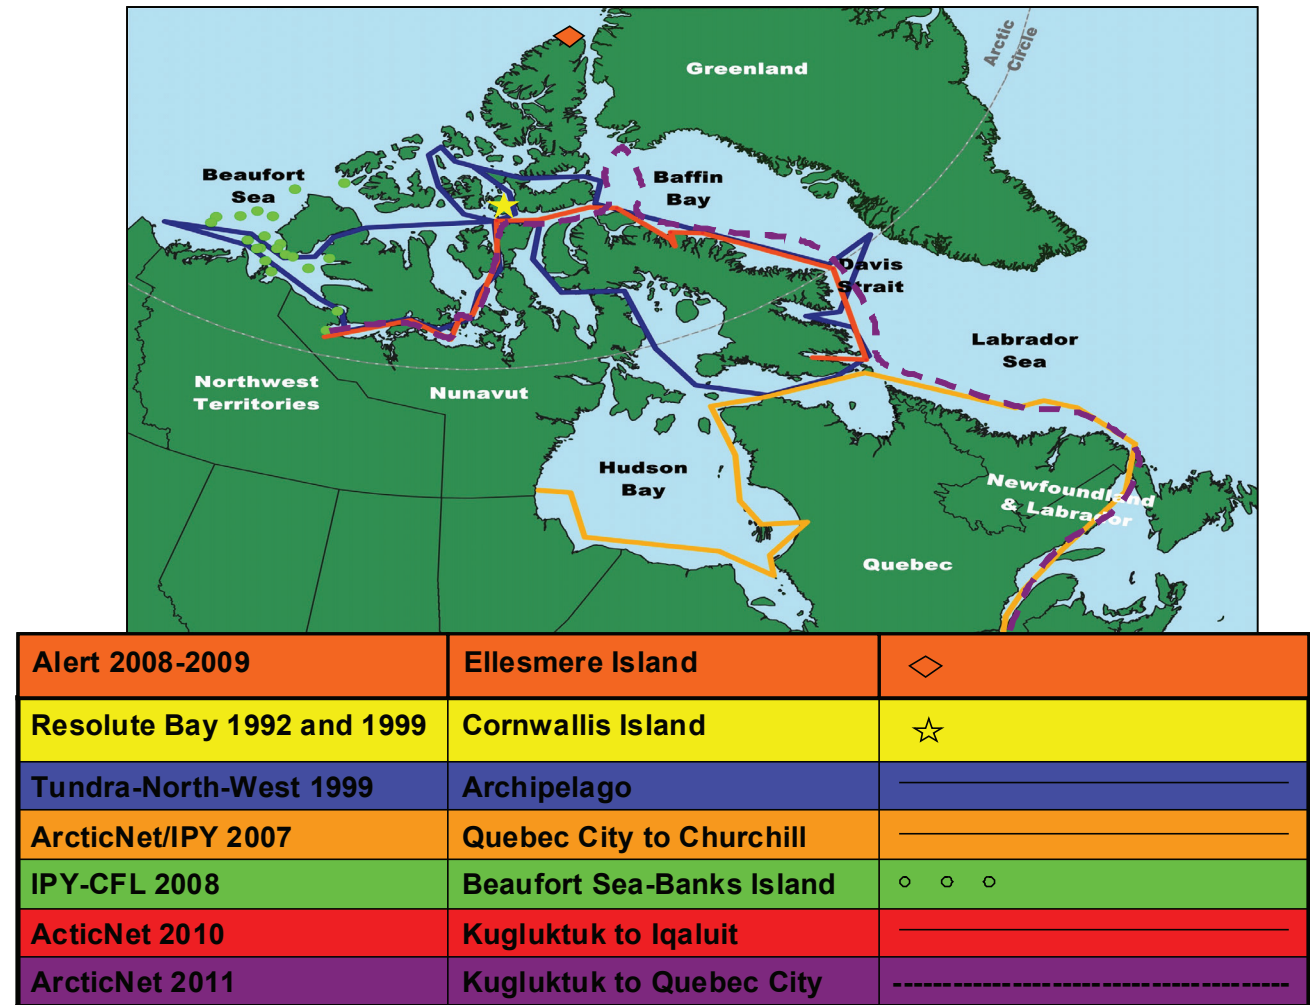 Arctic
Circle
Greenland
Beaufort
Sea
Baffin
Bay
Davis
Strait
Labrador
Sea
Northwest
Territories
Nunavut
Hudson
Bay
Newfoundland
& Labrador
Quebec
Alert 2008-2009 Ellesmere Island
Resolute Bay 1992 and 1999 Cornwallis Island
Tundra-North-West 1999 Archipelago
ArcticNet/IPY 2007 Quebec City to Churchill
IPY-CFL 2008 Beaufort Sea-Banks Island
ActicNet 2010 Kugluktuk to Iqaluit
ArcticNet 2011 Kugluktuk to Quebec City